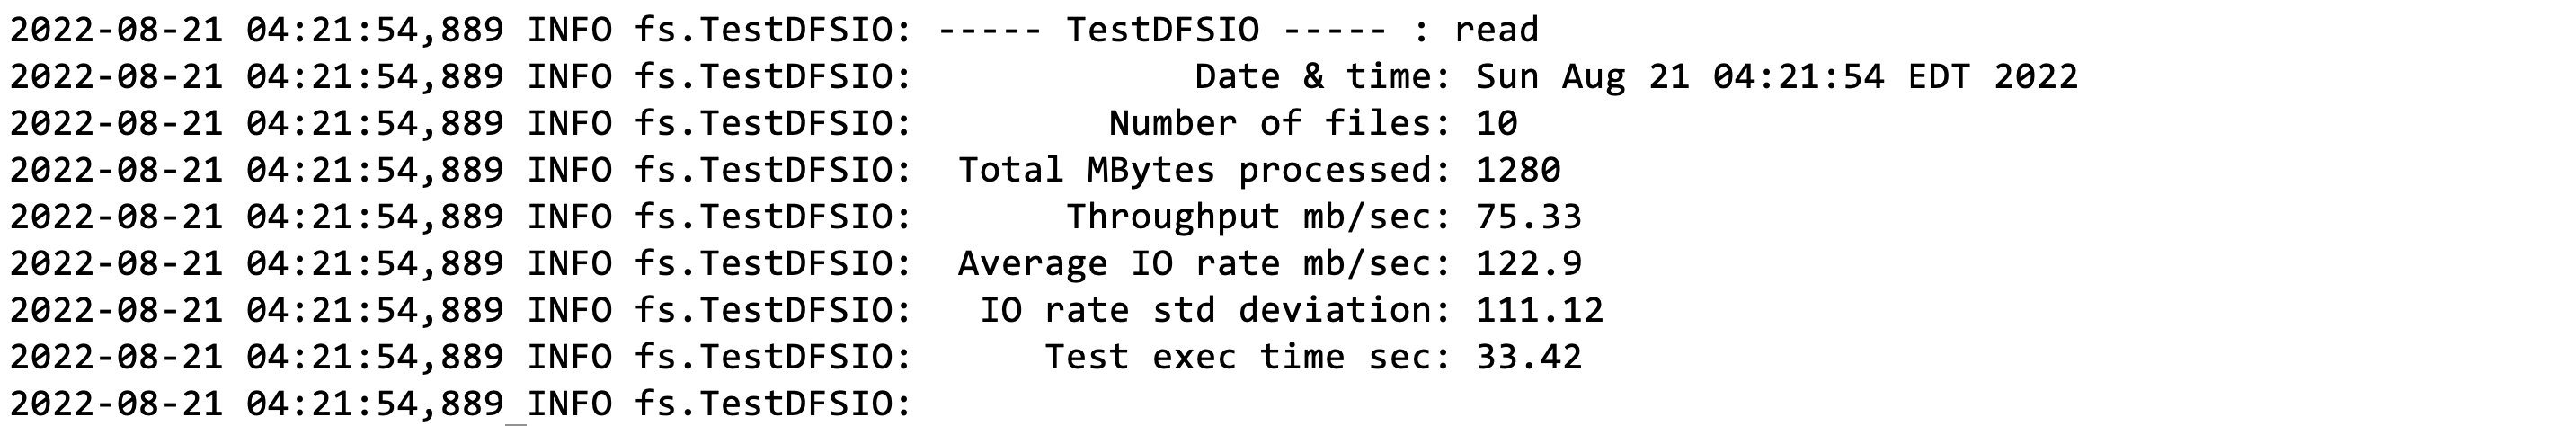 2022-08-21 04:21:54,889 INFO fs.TestDFSIO: ----- TestDFSIO ----- : read
2022-08-21 04:21:54,889 INFO fs.TestDFSIO:             Date & time: Sun Aug 21 04:21:54 EDT 2022
2022-08-21 04:21:54,889 INFO fs.TestDFSIO:         Number of files: 10
2022-08-21 04:21:54,889 INFO fs.TestDFSIO:  Total MBytes processed: 1280
2022-08-21 04:21:54,889 INFO fs.TestDFSIO:       Throughput mb/sec: 75.33
2022-08-21 04:21:54,889 INFO fs.TestDFSIO:  Average IO rate mb/sec: 122.9
2022-08-21 04:21:54,889 INFO fs.TestDFSIO:   IO rate std deviation: 111.12
2022-08-21 04:21:54,889 INFO fs.TestDFSIO:      Test exec time sec: 33.42
2022-08-21 04:21:54,889 INFO fs.TestDFSIO: